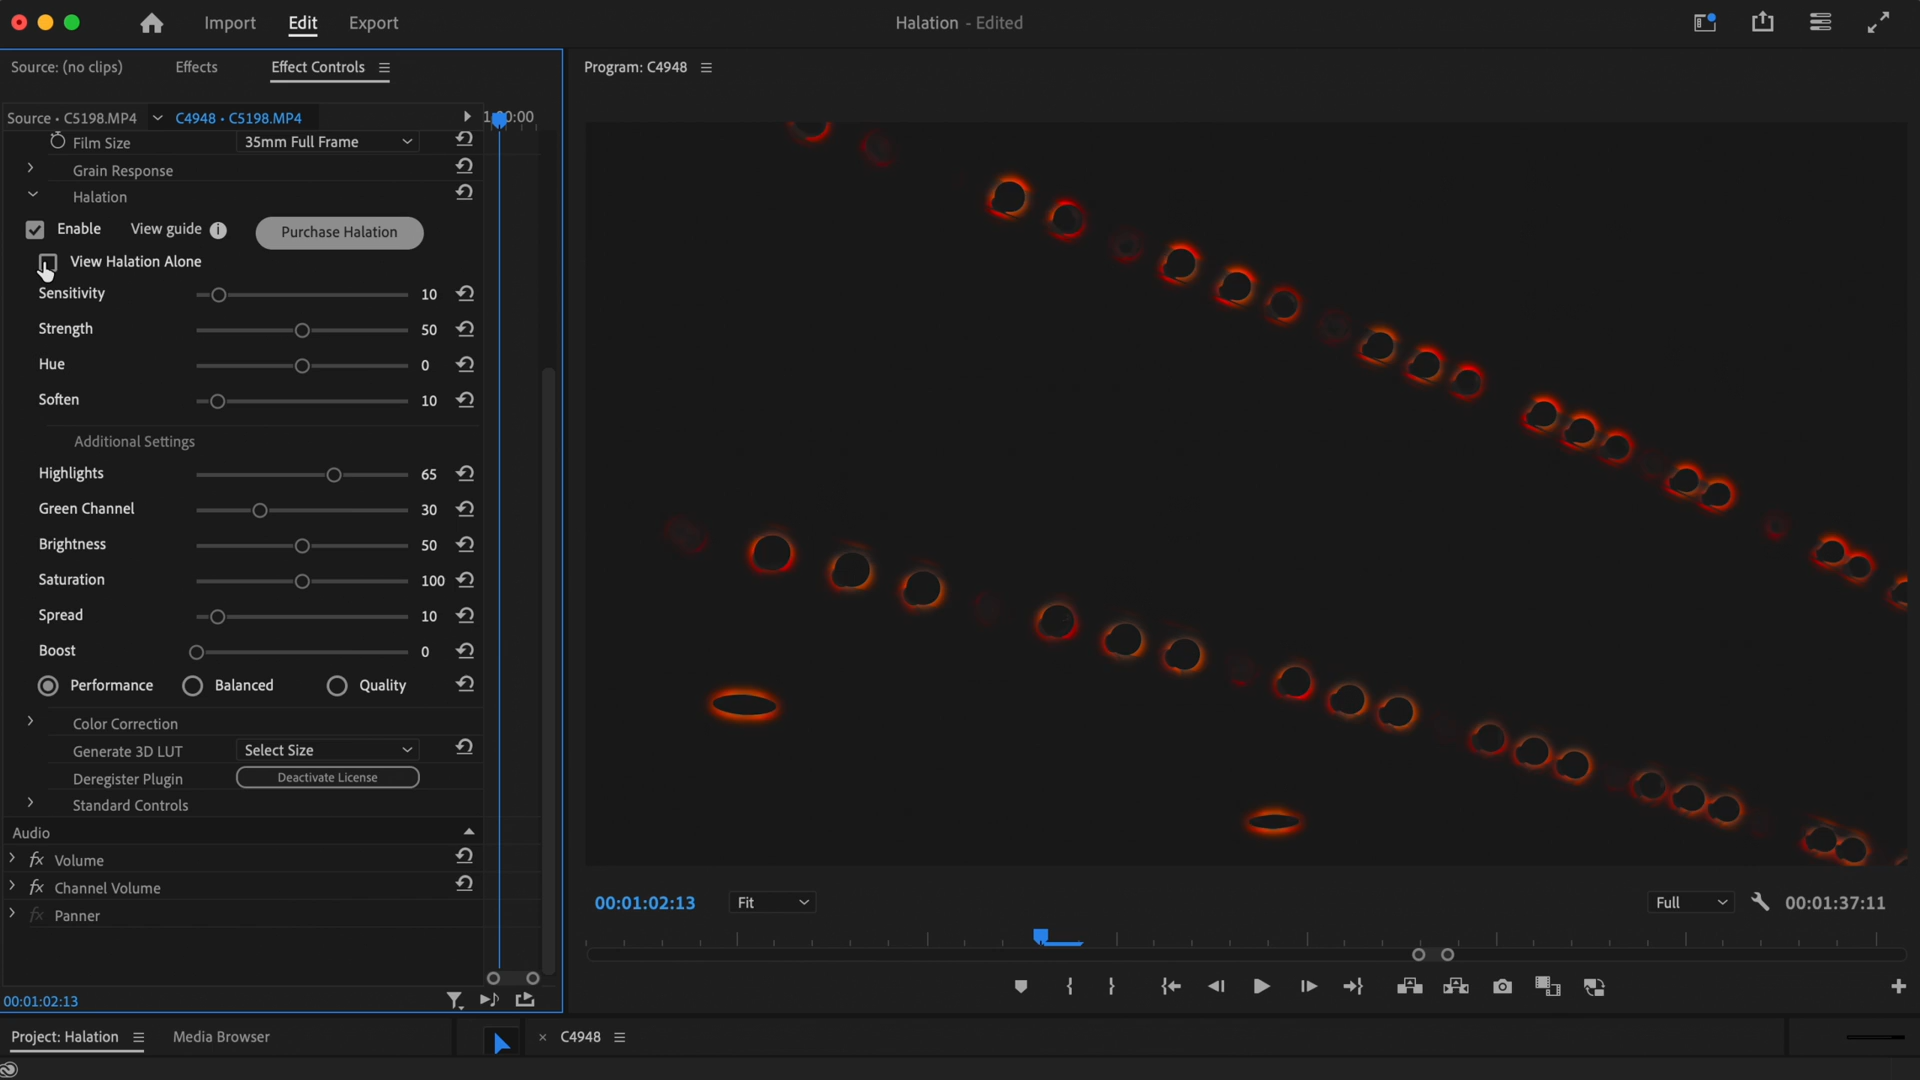 Import Edit Export Halation - Edited
Source: (no clips) Effects Effect Controls Program: C4948
Source • C5198.MP4 C4948 • C5198.MP4
Film Size 35mm Full Frame
Grain Response
Halation
Enable View guide Purchase Halation
View Halation Alone
Sensitivity 10
Strength 50
Hue 0
Soften 10
Additional Settings
Highlights 65
Green Channel 30
Brightness 50
Saturation 100
Spread 10
Boost 0
Performance Balanced Quality
Color Correction
Generate 3D LUT Select Size
Deregister Plugin Deactivate License
Standard Controls
Audio
fx Volume
fx Channel Volume
fx Panner
00:01:02:13 Fit Full 00:01:37:11
00:01:02:13
Project: Halation Media Browser × C4948